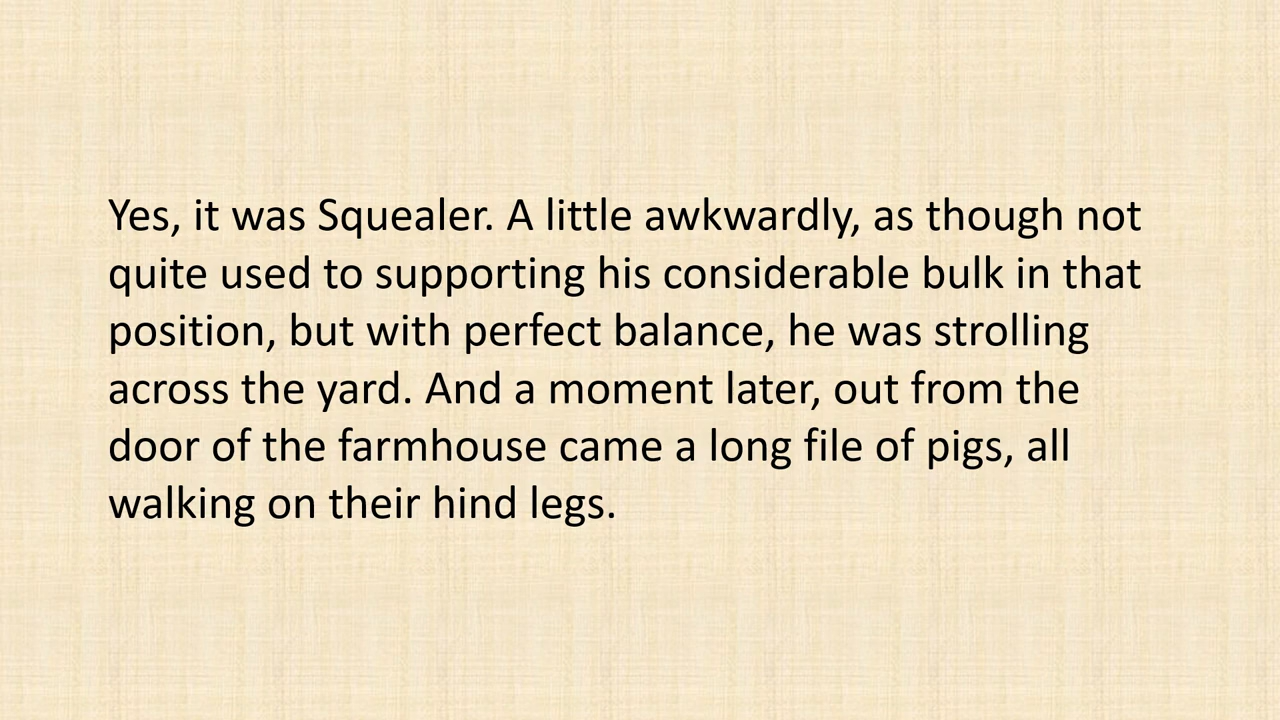 Yes, it was Squealer. A little awkwardly, as though not
quite used to supporting his considerable bulk in that
position, but with perfect balance, he was strolling
across the yard. And a moment later, out from the
door of the farmhouse came a long file of pigs, all
walking on their hind legs.